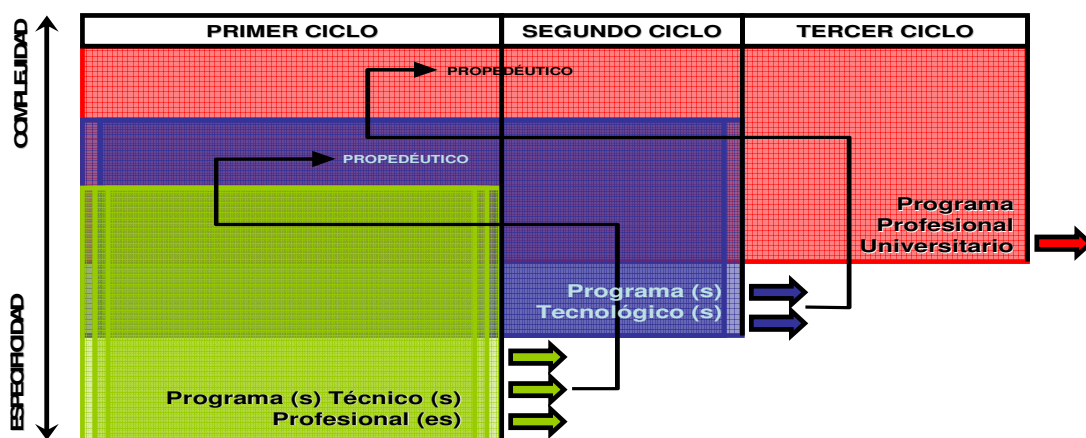 PRIMER CICLO
SEGUNDO CICLO
TERCER CICLO
COMPLEJIDAD
PROPEDÉUTICO
PROPEDÉUTICO
Programa
Profesional
Universitario
Programa (s)
Tecnológico (s)
ESPECIFICIDAD
Programa (s) Técnico (s)
Profesional (es)